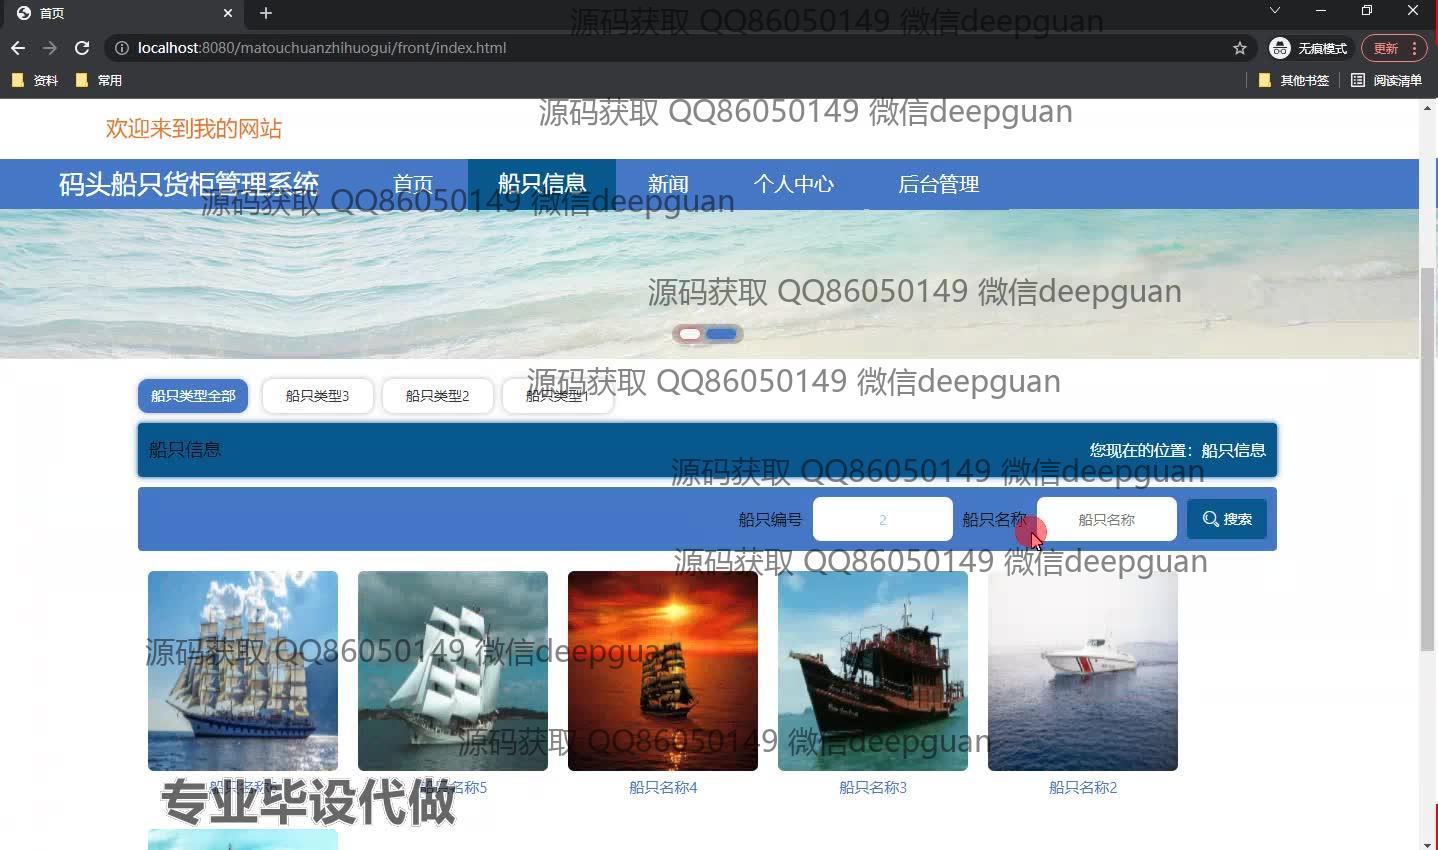 首页
源码获取 QQ86050149 微信deepguan
localhost:8080/matouchuanzhihuogui/front/index.html
无痕模式
更新
资料
常用
其他书签
阅读清单
源码获取 QQ86050149 微信deepguan
欢迎来到我的网站
码头船只货柜管理系统
首页
船只信息
新闻
个人中心
后台管理
源码获取 QQ86050149 微信deepguan
源码获取 QQ86050149 微信deepguan
船只类型全部
船只类型3
船只类型2
船只类型1
源码获取 QQ86050149 微信deepguan
船只信息
您现在的位置：船只信息
源码获取 QQ86050149 微信deepguan
船只编号
2
船只名称
船只名称
搜索
源码获取 QQ86050149 微信deepguan
源码获取 QQ86050149 微信deepguan
源码获取 QQ86050149 微信deepguan
船只名称5
船只名称4
船只名称3
船只名称2
专业毕设代做